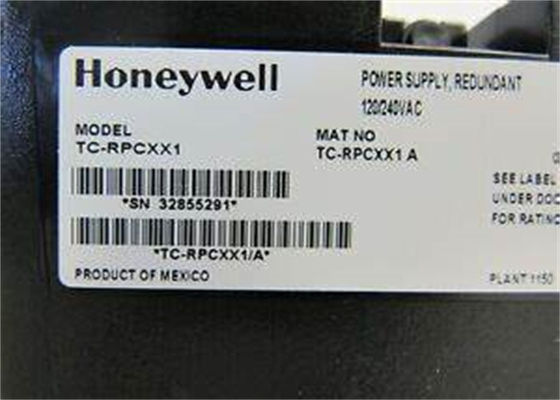 Honeywell
POWER SUPPLY, REDUNDANT
120/240VAC
MODEL
TC-RPCXX1
MAT NO
TC-RPCXX1 A
*SN 32855291*
SEE LABEL
UNDER DOC
FOR RATING
*TC-RPCXX1/A*
PRODUCT OF MEXICO
PLANT 1150